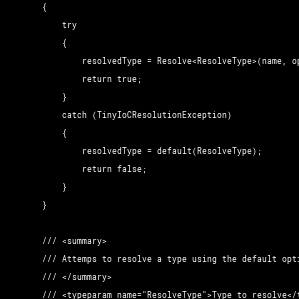 {
try
{
resolvedType = Resolve<ResolveType>(name, op
return true;
}
catch (TinyIoCResolutionException)
{
resolvedType = default(ResolveType);
return false;
}
}
/// <summary>
/// Attemps to resolve a type using the default opti
/// </summary>
/// <typeparam name="ResolveType">Type to resolve</t